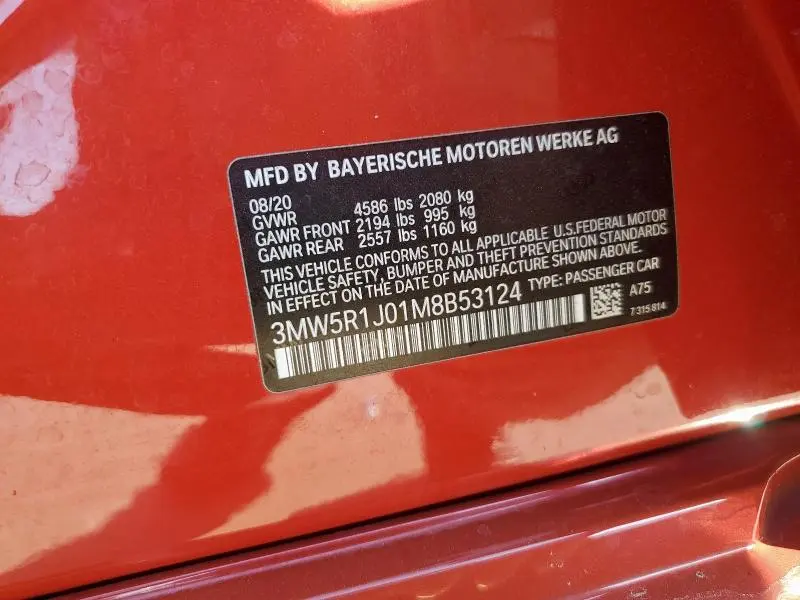 MFD BY BAYERISCHE MOTOREN WERKE AG
08/20
GVWR 4586 lbs 2080 kg
GAWR FRONT 2194 lbs 995 kg
GAWR REAR 2557 lbs 1160 kg
THIS VEHICLE CONFORMS TO ALL APPLICABLE U.S.FEDERAL MOTOR
VEHICLE SAFETY, BUMPER AND THEFT PREVENTION STANDARDS
IN EFFECT ON THE DATE OF MANUFACTURE SHOWN ABOVE.
3MW5R1J01M8B53124 TYPE: PASSENGER CAR
A75
7 315 814